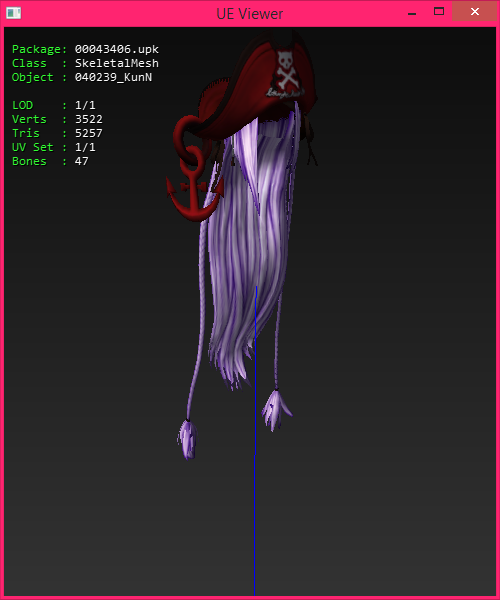 UE Viewer
Package: 00043406.upk
Class : SkeletalMesh
Object : 040239_KunN
LOD : 1/1
Verts : 3522
Tris : 5257
UV Set : 1/1
Bones : 47